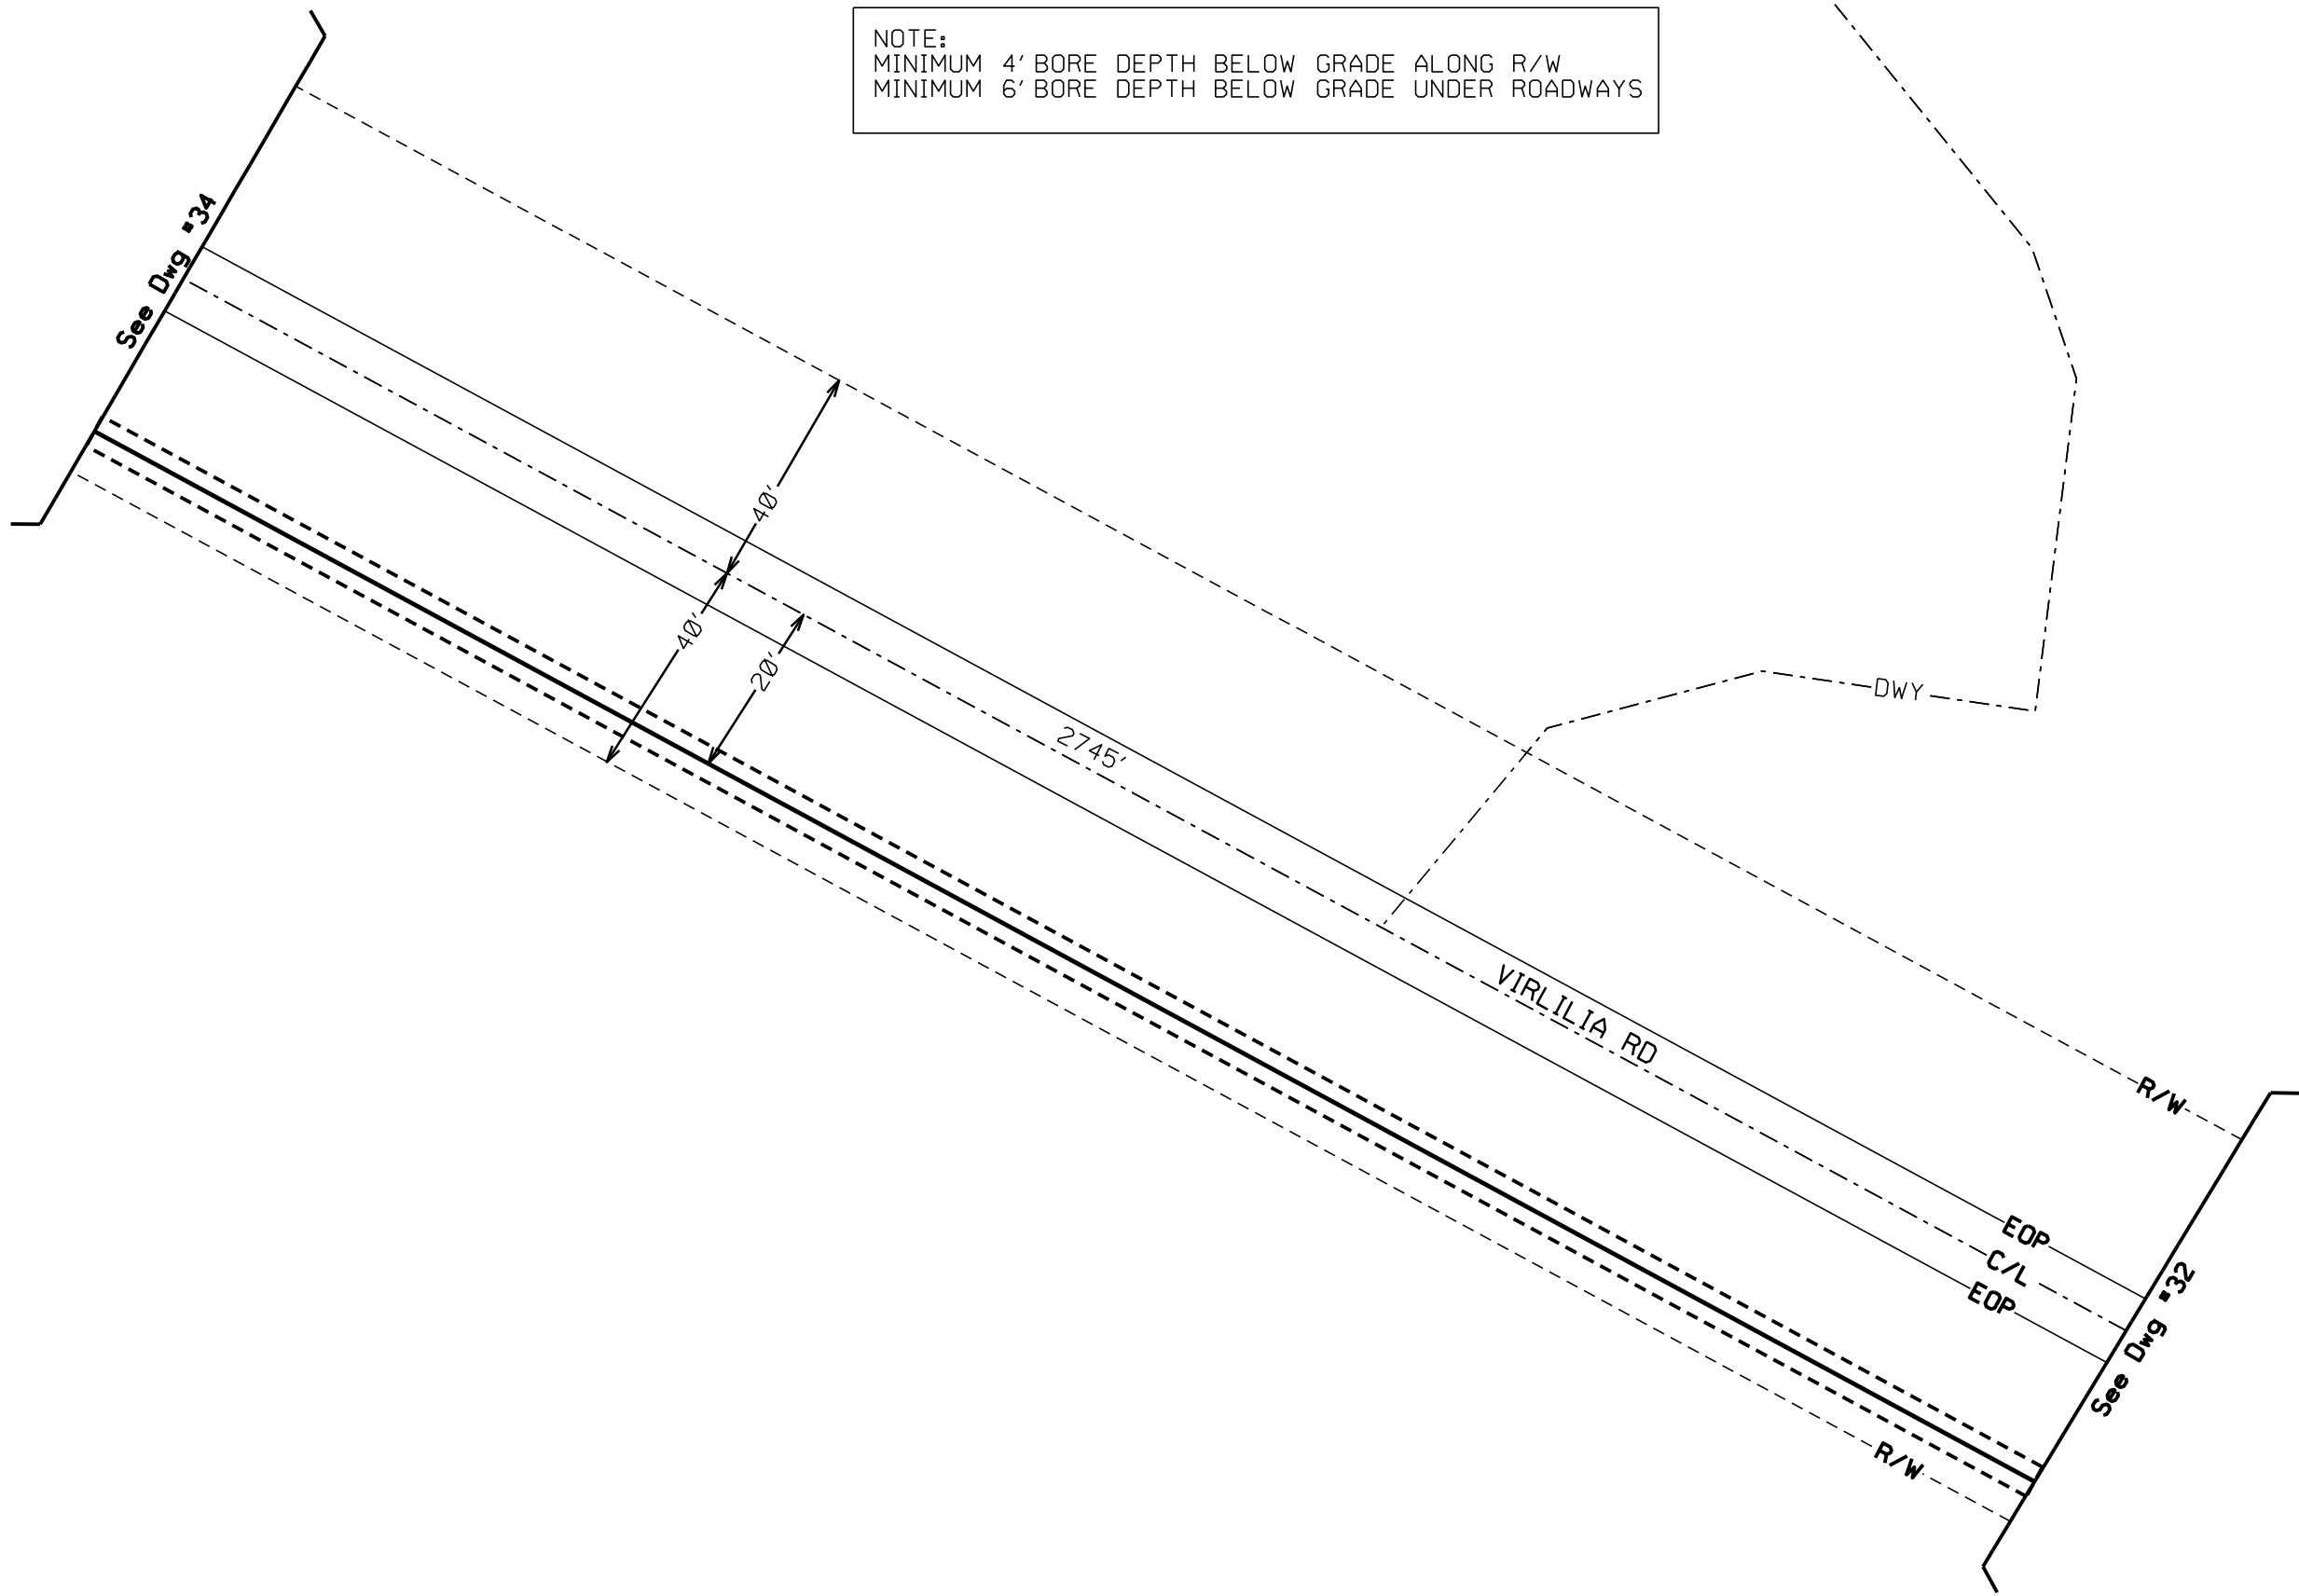 NOTE:
MINIMUM 4' BORE DEPTH BELOW GRADE ALONG R/W
MINIMUM 6' BORE DEPTH BELOW GRADE UNDER ROADWAYS
See Dwg #34
40'
40'
20'
2745'
DWY
VIRLILIA RD
R/W
EOP
C/L
EOP
See Dwg #32
R/W